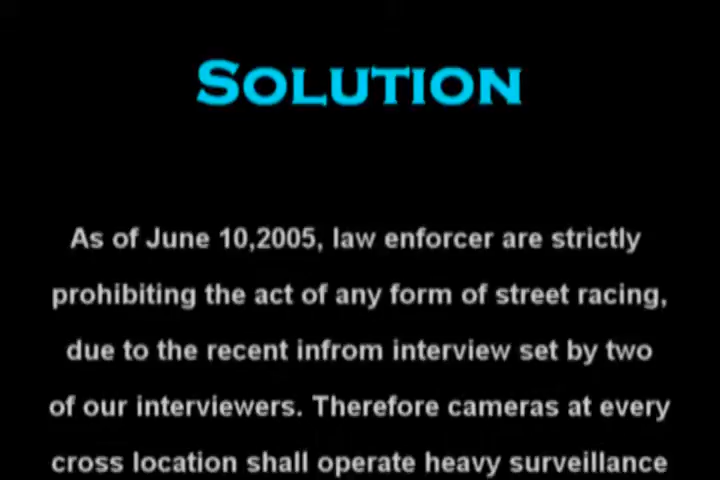 SOLUTION
As of June 10,2005, law enforcer are strictly
prohibiting the act of any form of street racing,
due to the recent infrom interview set by two
of our interviewers. Therefore cameras at every
cross location shall operate heavy surveillance